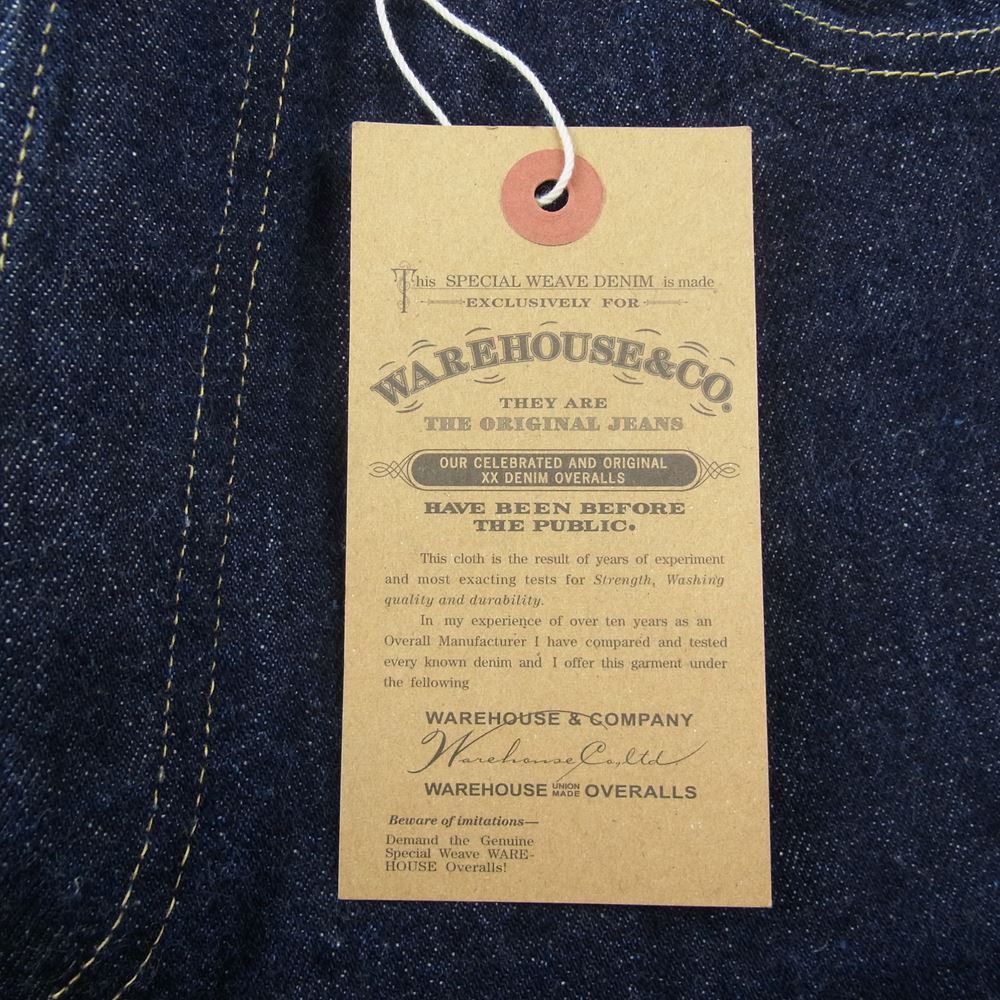 This SPECIAL WEAVE DENIM is made
EXCLUSIVELY FOR
WAREHOUSE&CO.
THEY ARE
THE ORIGINAL JEANS
OUR CELEBRATED AND ORIGINAL
XX DENIM OVERALLS
HAVE BEEN BEFORE
THE PUBLIC.
This cloth is the result of years of experiment
and most exacting tests for Strength, Washing
quality and durability.
In my experience of over ten years as an
Overall Manufacturer I have compared and tested
every known denim and I offer this garment under
the fellowing
WAREHOUSE & COMPANY
Warehouse Co,,ltd.
WAREHOUSE UNION MADE OVERALLS
Beware of imitations—
Demand the Genuine
Special Weave WARE-
HOUSE Overalls!